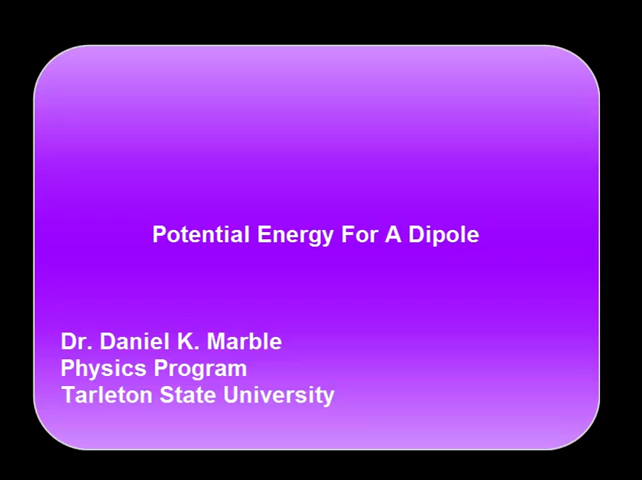 Potential Energy For A Dipole
Dr. Daniel K. Marble
Physics Program
Tarleton State University